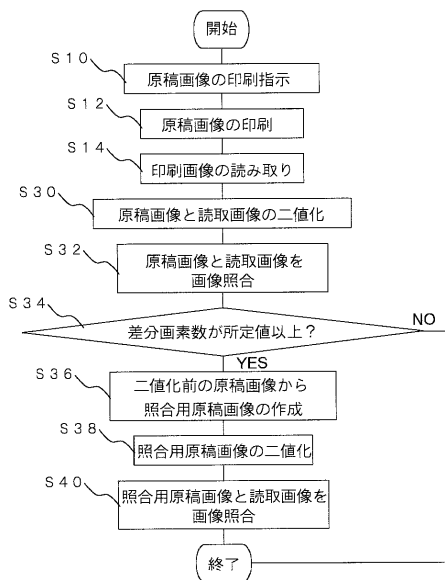 開始
S10
原稿画像の印刷指示
S12
原稿画像の印刷
S14
印刷画像の読み取り
S30
原稿画像と読取画像の二値化
S32
原稿画像と読取画像を
画像照合
S34
差分画素数が所定値以上?
NO
YES
S36
二値化前の原稿画像から
照合用原稿画像の作成
S38
照合用原稿画像の二値化
S40
照合用原稿画像と読取画像を
画像照合
終了